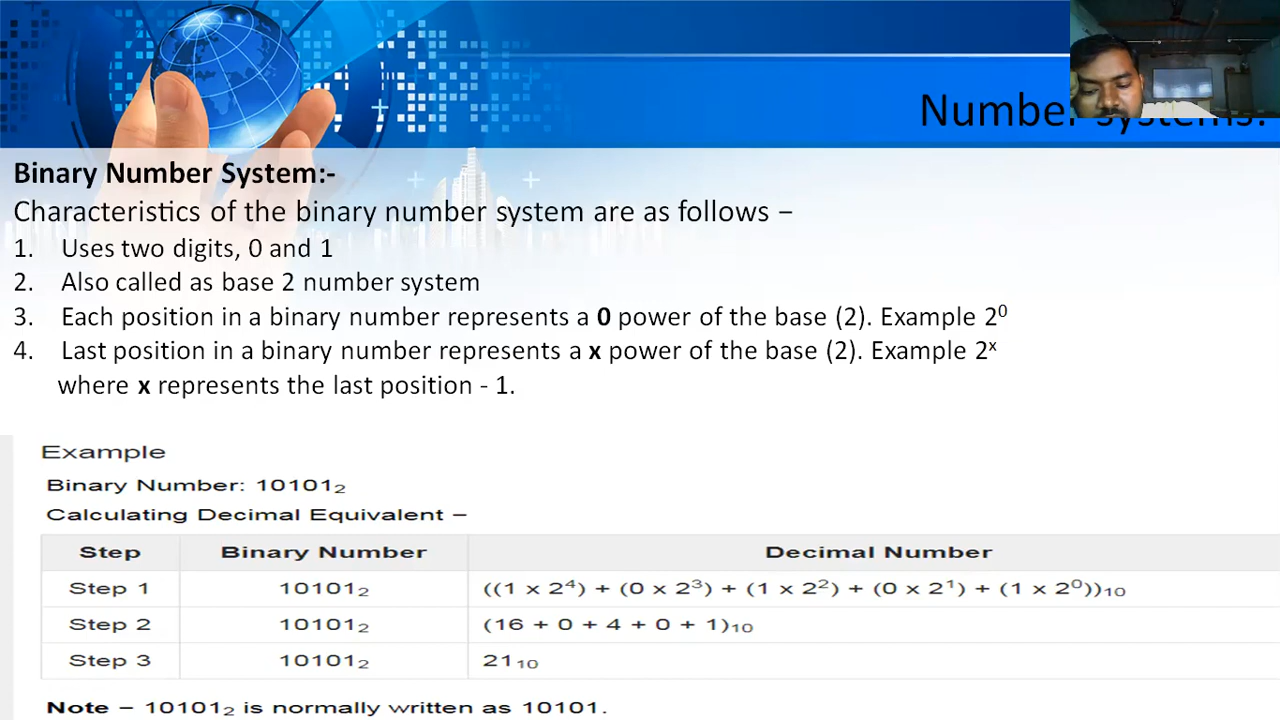 Number systems:
Binary Number System:-
Characteristics of the binary number system are as follows −
1. Uses two digits, 0 and 1
2. Also called as base 2 number system
3. Each position in a binary number represents a 0 power of the base (2). Example 2⁰
4. Last position in a binary number represents a x power of the base (2). Example 2ˣ
where x represents the last position - 1.
Example
Binary Number: 10101₂
Calculating Decimal Equivalent −
Step Binary Number Decimal Number
Step 1 10101₂ ((1 x 2⁴) + (0 x 2³) + (1 x 2²) + (0 x 2¹) + (1 x 2⁰))₁₀
Step 2 10101₂ (16 + 0 + 4 + 0 + 1)₁₀
Step 3 10101₂ 21₁₀
Note − 10101₂ is normally written as 10101.